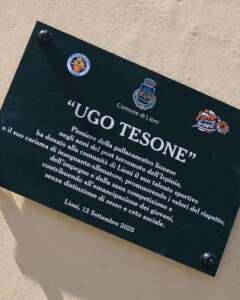 Comune di Lioni
“UGO TESONE”
Pioniere della pallacanestro lionese
negli anni del post terremoto dell'Irpinia,
ha donato alla comunità di Lioni il suo talento sportivo
e il suo carisma di insegnante-allenatore, promuovendo i valori del rispetto,
dell'impegno e della sana competizione e
contribuendo all'emancipazione dei giovani,
senza distinzione di sesso e ceto sociale.
Lioni, 13 Settembre 2025